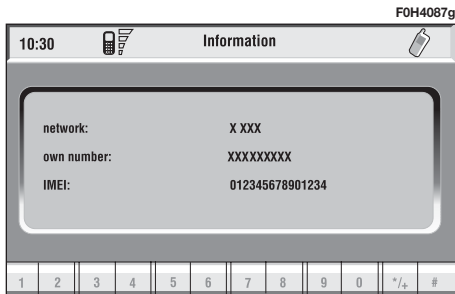 F0H4087g
10:30 Information
network: X XXX
own number: XXXXXXXXX
IMEI: 012345678901234
1 2 3 4 5 6 7 8 9 0 */+ #